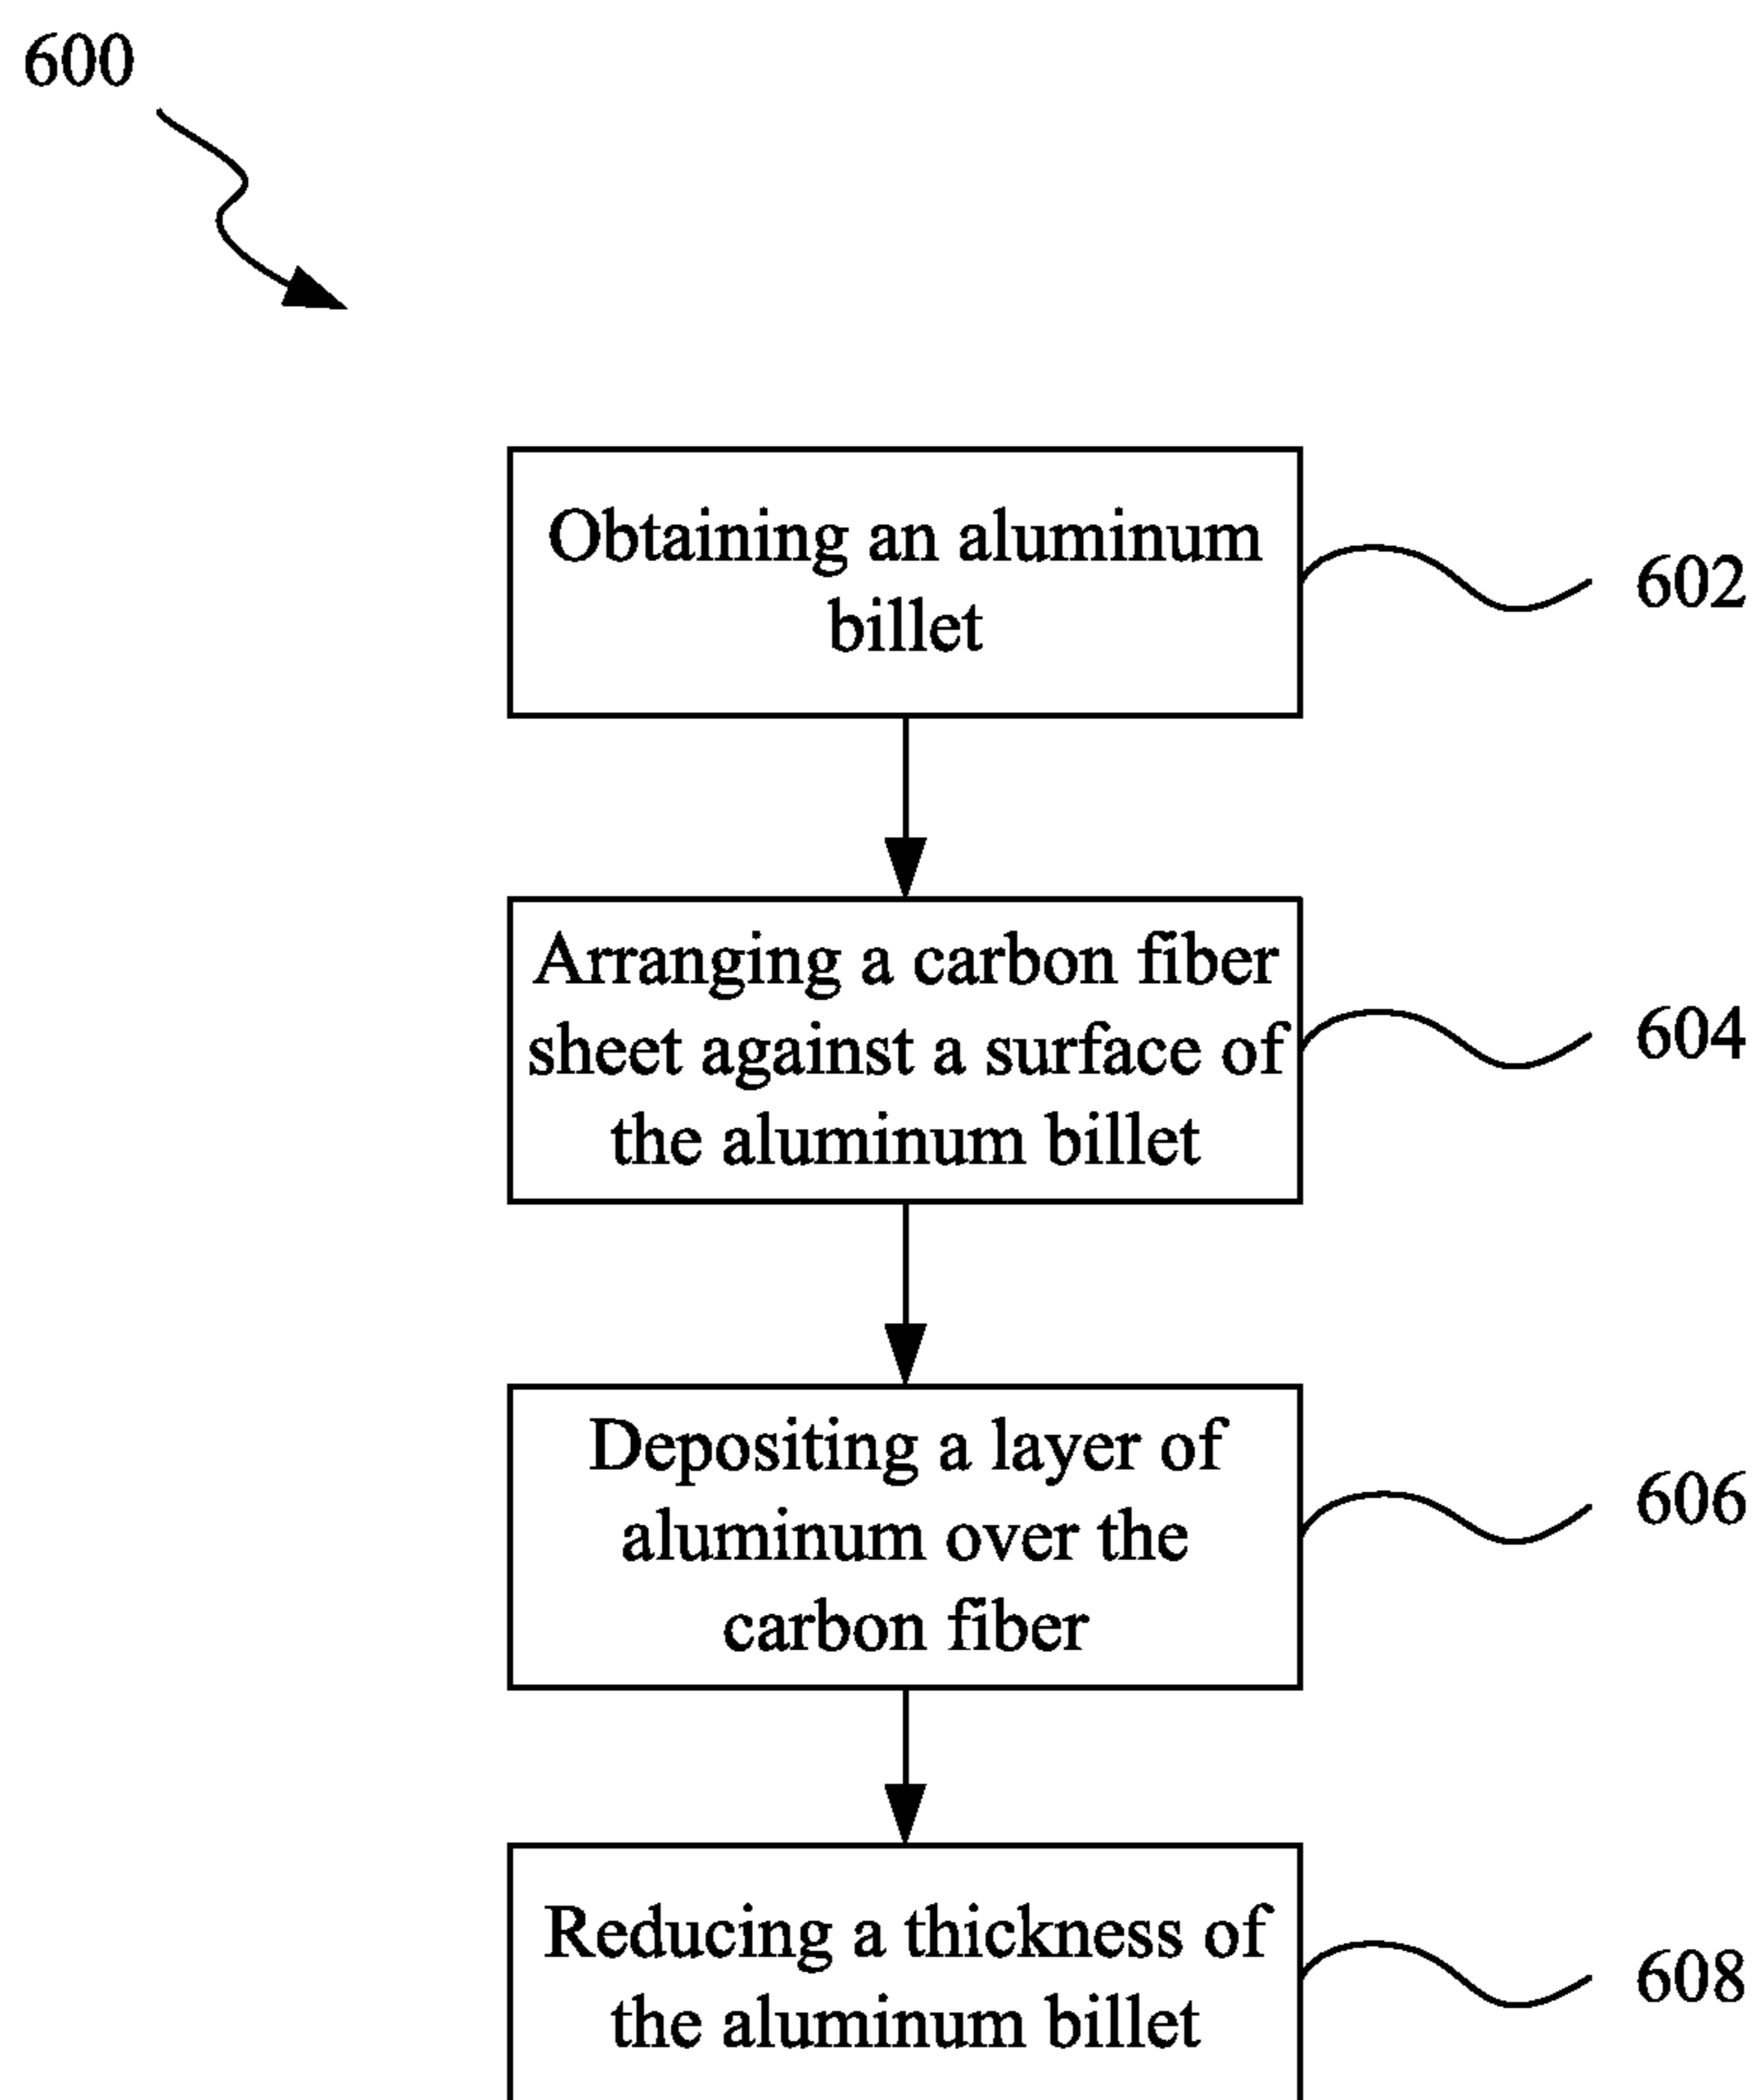 600
Obtaining an aluminum
billet
602
Arranging a carbon fiber
sheet against a surface of
the aluminum billet
604
Depositing a layer of
aluminum over the
carbon fiber
606
Reducing a thickness of
the aluminum billet
608